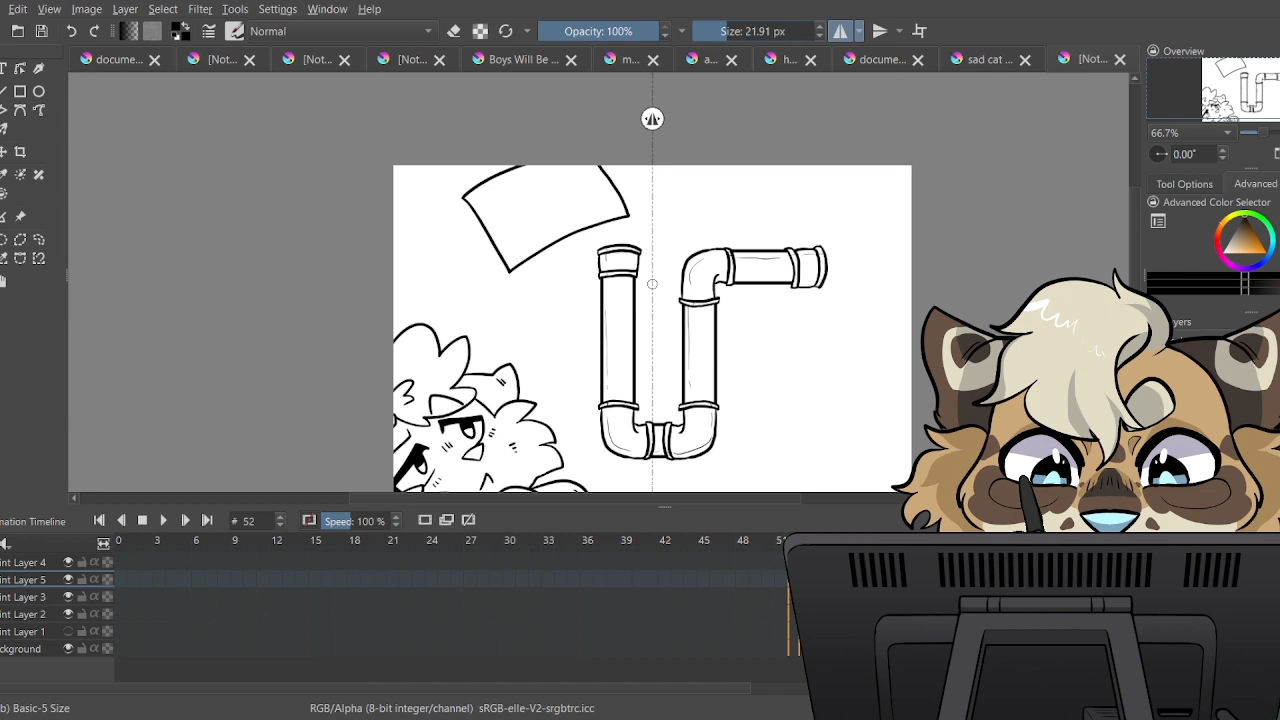 Edit View Image Layer Select Filter Tools Settings Window Help
Normal Opacity: 100% Size: 21.91 px
docume... [Not... [Not... [Not... Boys Will Be ... m... a... h... docume... sad cat ... [Not...
Overview
66.7%
0.00°
Tool Options Advanced
Advanced Color Selector
yers
nation Timeline # 52 Speed: 100 %
0 3 6 9 12 15 18 21 24 27 30 33 36 39 42 45 48
int Layer 4
int Layer 5
int Layer 3
int Layer 2
int Layer 1
ckground
b) Basic-5 Size RGB/Alpha (8-bit integer/channel) sRGB-elle-V2-srgbtrc.icc